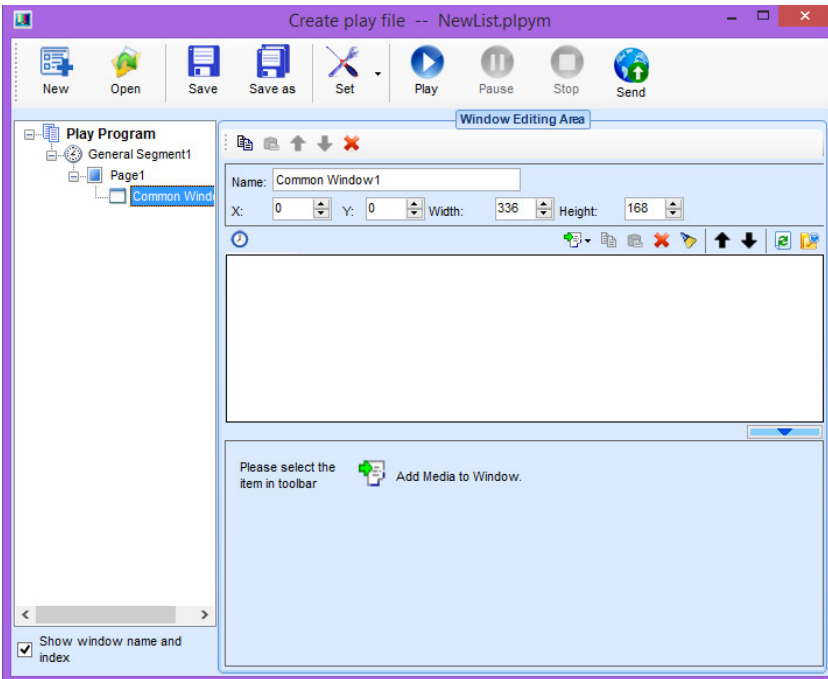 Create play file -- NewList.plpym
New Open Save Save as Set Play Pause Stop Send
Play Program
General Segment1
Page1
Common Wind
Window Editing Area
Name: Common Window1
X: 0 Y: 0 Width: 336 Height: 168
Please select the
item in toolbar
Add Media to Window.
Show window name and
index